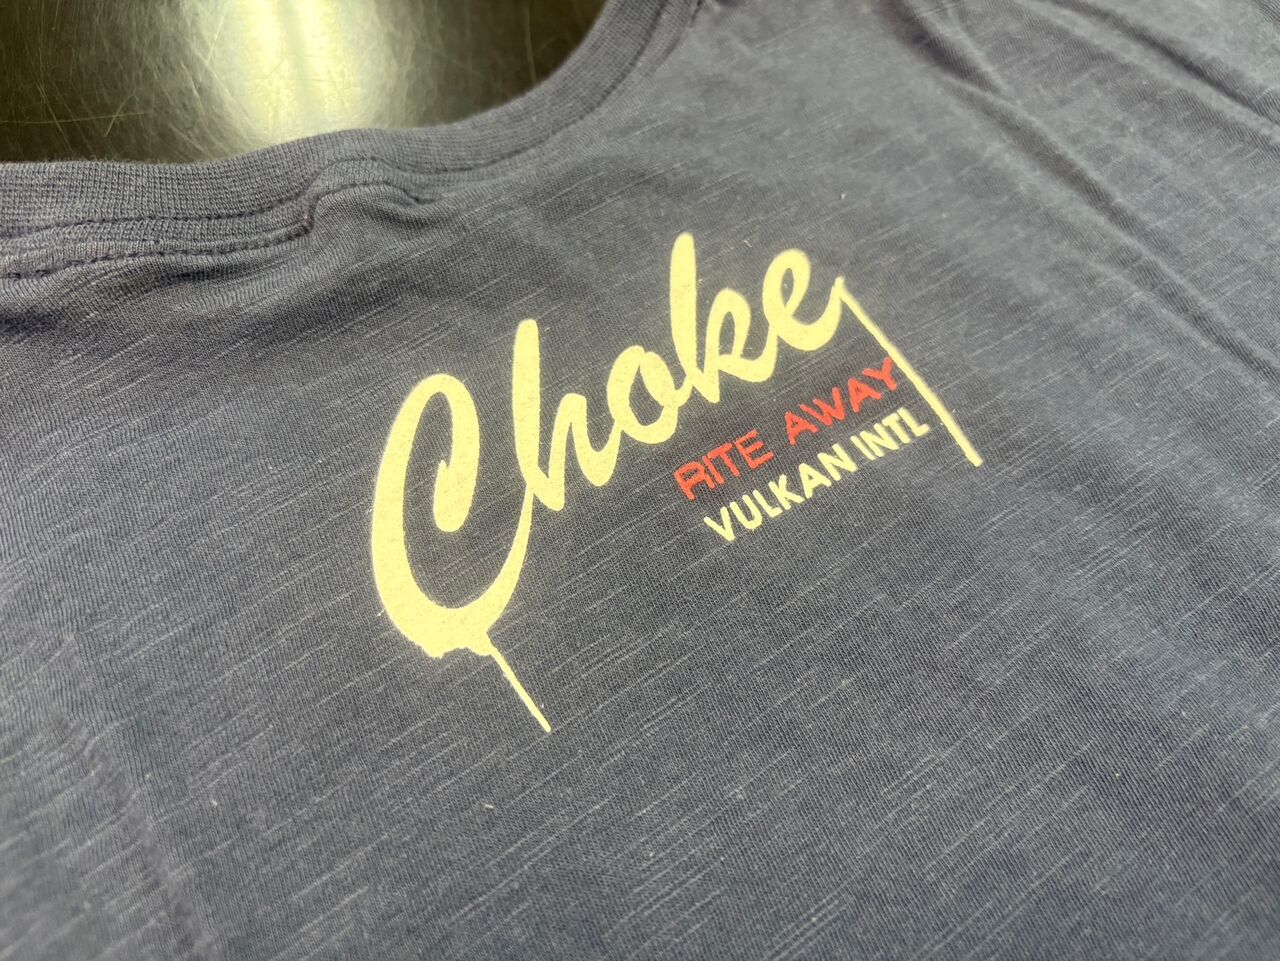 Choke
RITE AWAY
VULKAN INTL